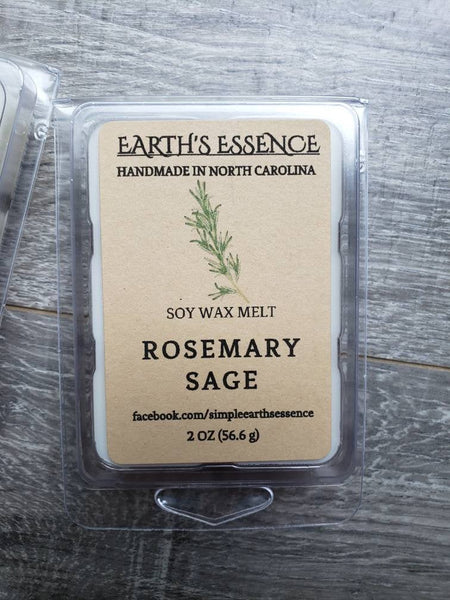 EARTH'S ESSENCE
HANDMADE IN NORTH CAROLINA
SOY WAX MELT
ROSEMARY
SAGE
facebook.com/simpleearthsessence
2 OZ (56.6 g)